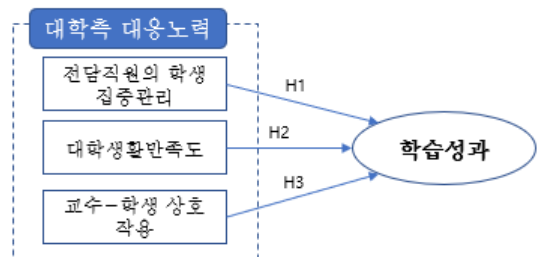 대학측 대응노력
전담직원의 학생
집중관리
H1
대학생활반족도
H2
학습성과
교수-학생 상호
작용
H3